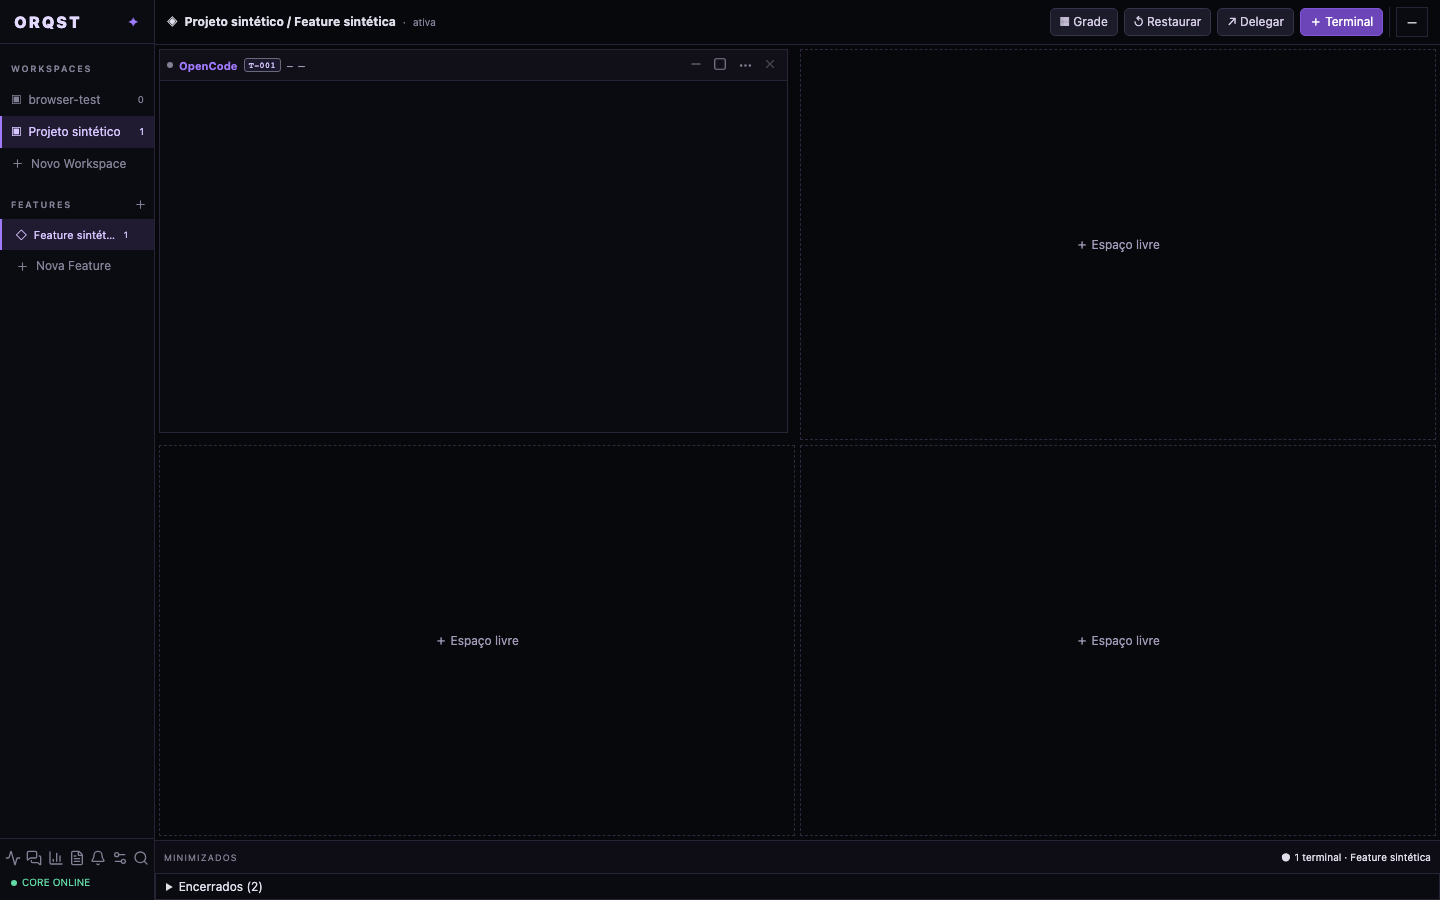 ORQST
Projeto sintético / Feature sintética · ativa
Grade
Restaurar
Delegar
+ Terminal
WORKSPACES
browser-test 0
Projeto sintético 1
+ Novo Workspace
FEATURES +
Feature sintét... 1
+ Nova Feature
OpenCode T-001 — —
+ Espaço livre
+ Espaço livre
+ Espaço livre
MINIMIZADOS
1 terminal · Feature sintética
CORE ONLINE
Encerrados (2)